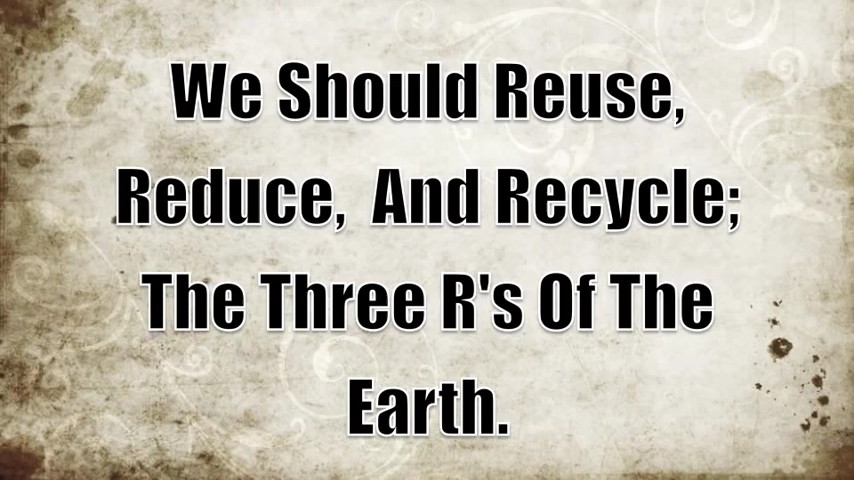 We Should Reuse,
Reduce,  And Recycle;
The Three R's Of The
Earth.